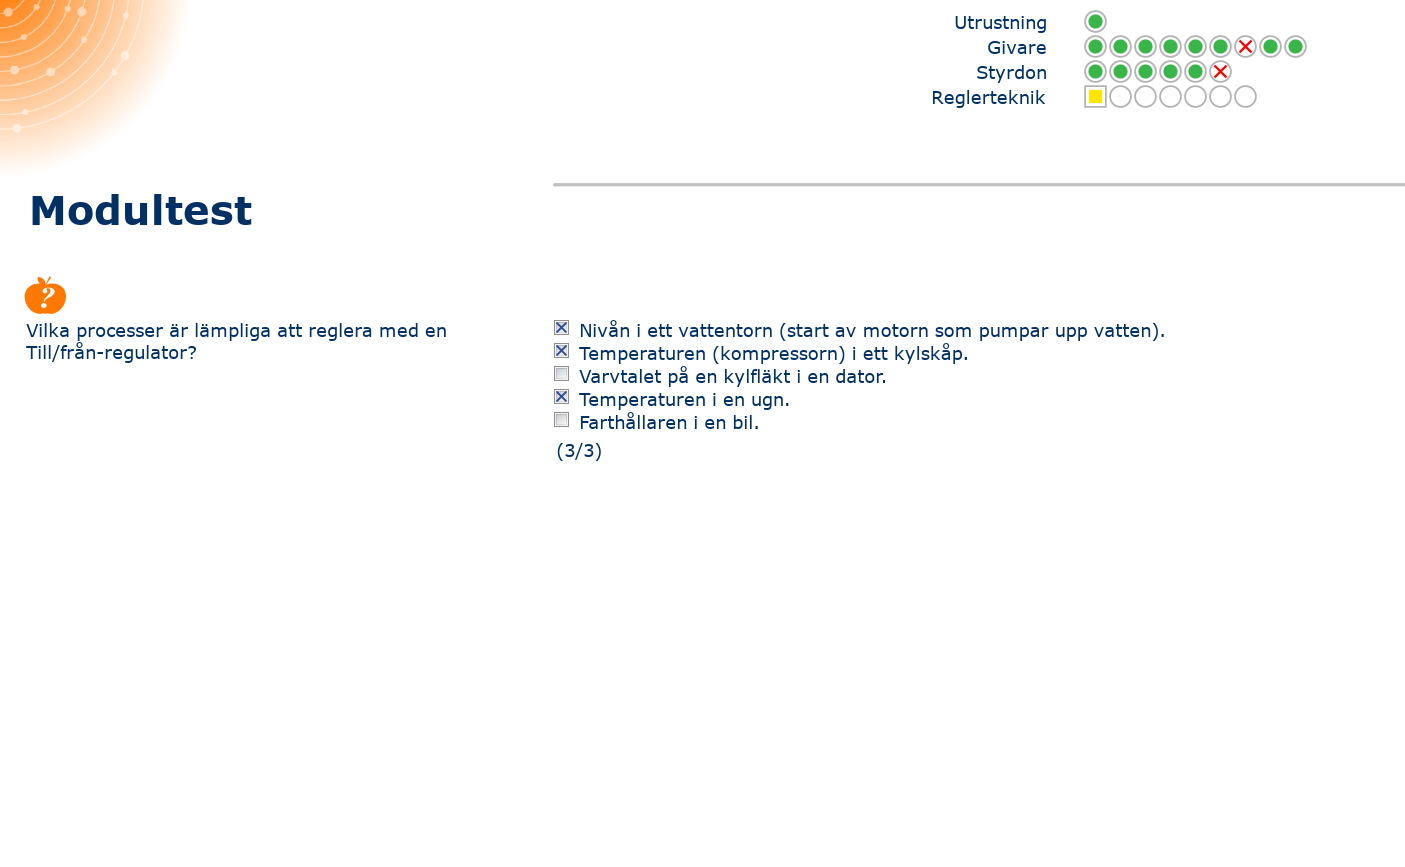 Utrustning
Givare
Styrdon
Reglerteknik
Modultest
?
Vilka processer är lämpliga att reglera med en
Till/från-regulator?
Nivån i ett vattentorn (start av motorn som pumpar upp vatten).
Temperaturen (kompressorn) i ett kylskåp.
Varvtalet på en kylfläkt i en dator.
Temperaturen i en ugn.
Farthållaren i en bil.
(3/3)